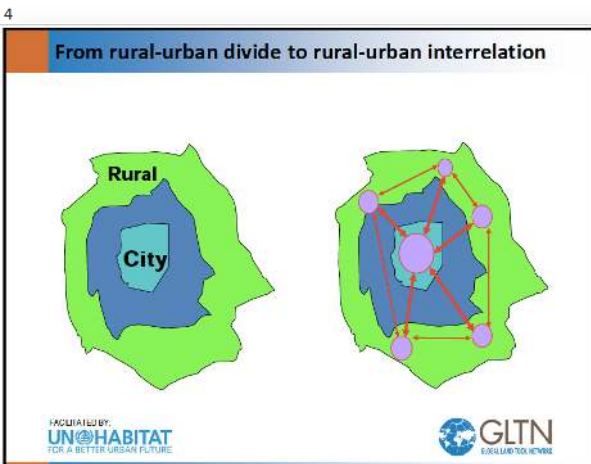 4
From rural-urban divide to rural-urban interrelation
Rural
City
FACILITATED BY:
UN HABITAT
FOR A BETTER URBAN FUTURE
GLTN
GLOBAL LAND TOOL NETWORK